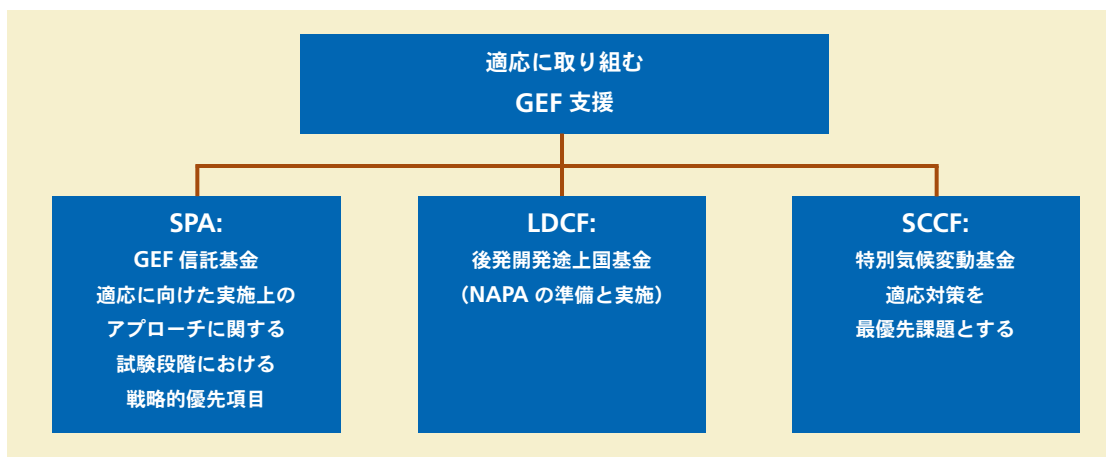 適応に取り組む
GEF 支援
SPA:
GEF 信託基金
適応に向けた実施上の
アプローチに関する
試験段階における
戦略的優先項目
LDCF:
後発開発途上国基金
(NAPA の準備と実施)
SCCF:
特別気候変動基金
適応対策を
最優先課題とする